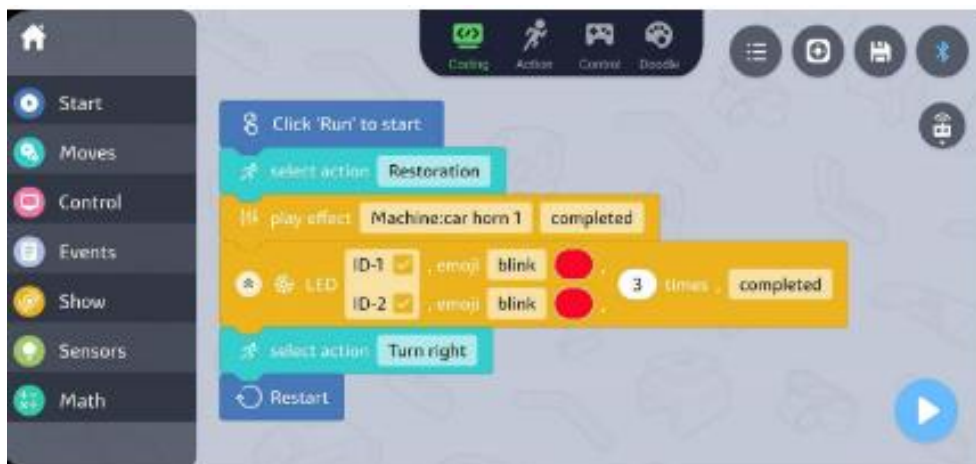 Coding Action Control Doodle
Start
Moves
Control
Events
Show
Sensors
Math
Click 'Run' to start
select action Restoration
play effect Machine:car horn 1 completed
LED
ID-1 , emoji blink ,
ID-2 , emoji blink ,
3 times , completed
select action Turn right
Restart